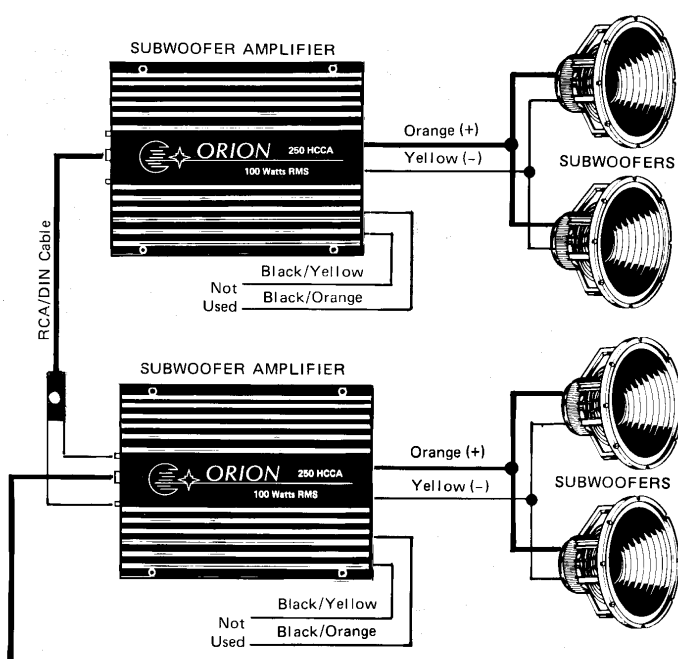 SUBWOOFER AMPLIFIER
ORION 250 HCCA
100 Watts RMS
Orange (+)
Yellow (-)
SUBWOOFERS
RCA/DIN Cable
Black/Yellow
Not
Used
Black/Orange
SUBWOOFER AMPLIFIER
ORION 250 HCCA
100 Watts RMS
Orange (+)
Yellow (-)
SUBWOOFERS
Black/Yellow
Not
Used
Black/Orange